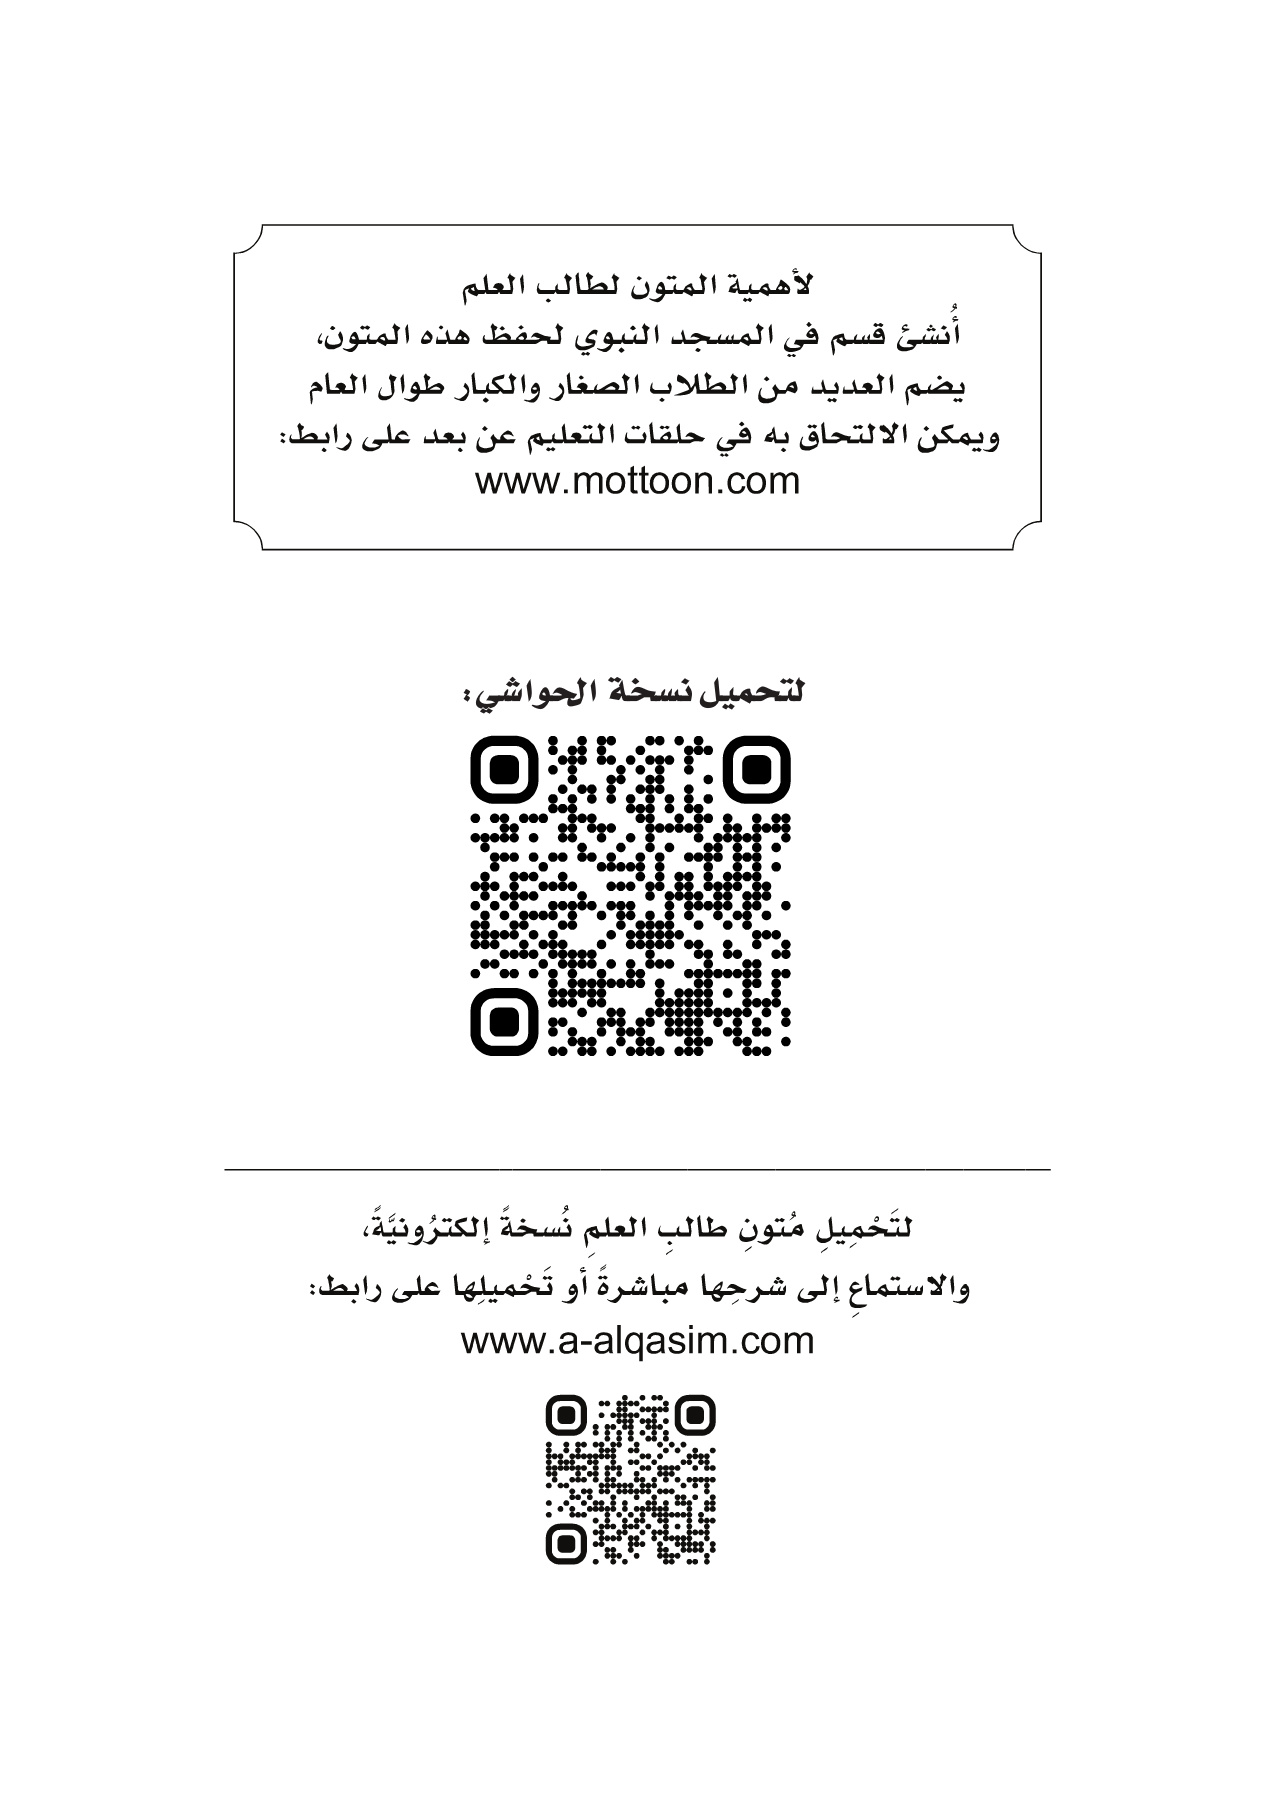 لأهمية المتون لطالب العلم
أُنشئ قسم في المسجد النبوي لحفظ هذه المتون،
يضم العديد من الطلاب الصغار والكبار طوال العام
ويمكن الالتحاق به في حلقات التعليم عن بعد على رابط:
www.mottoon.com
لتحميل نسخة الحواشي:
لتَحْمِيلِ مُتونِ طالبِ العلمِ نُسخةً إلكترُونيَّةً،
والاستماعِ إلى شرحِها مباشرةً أو تَحْميلِها على رابط:
www.a-alqasim.com